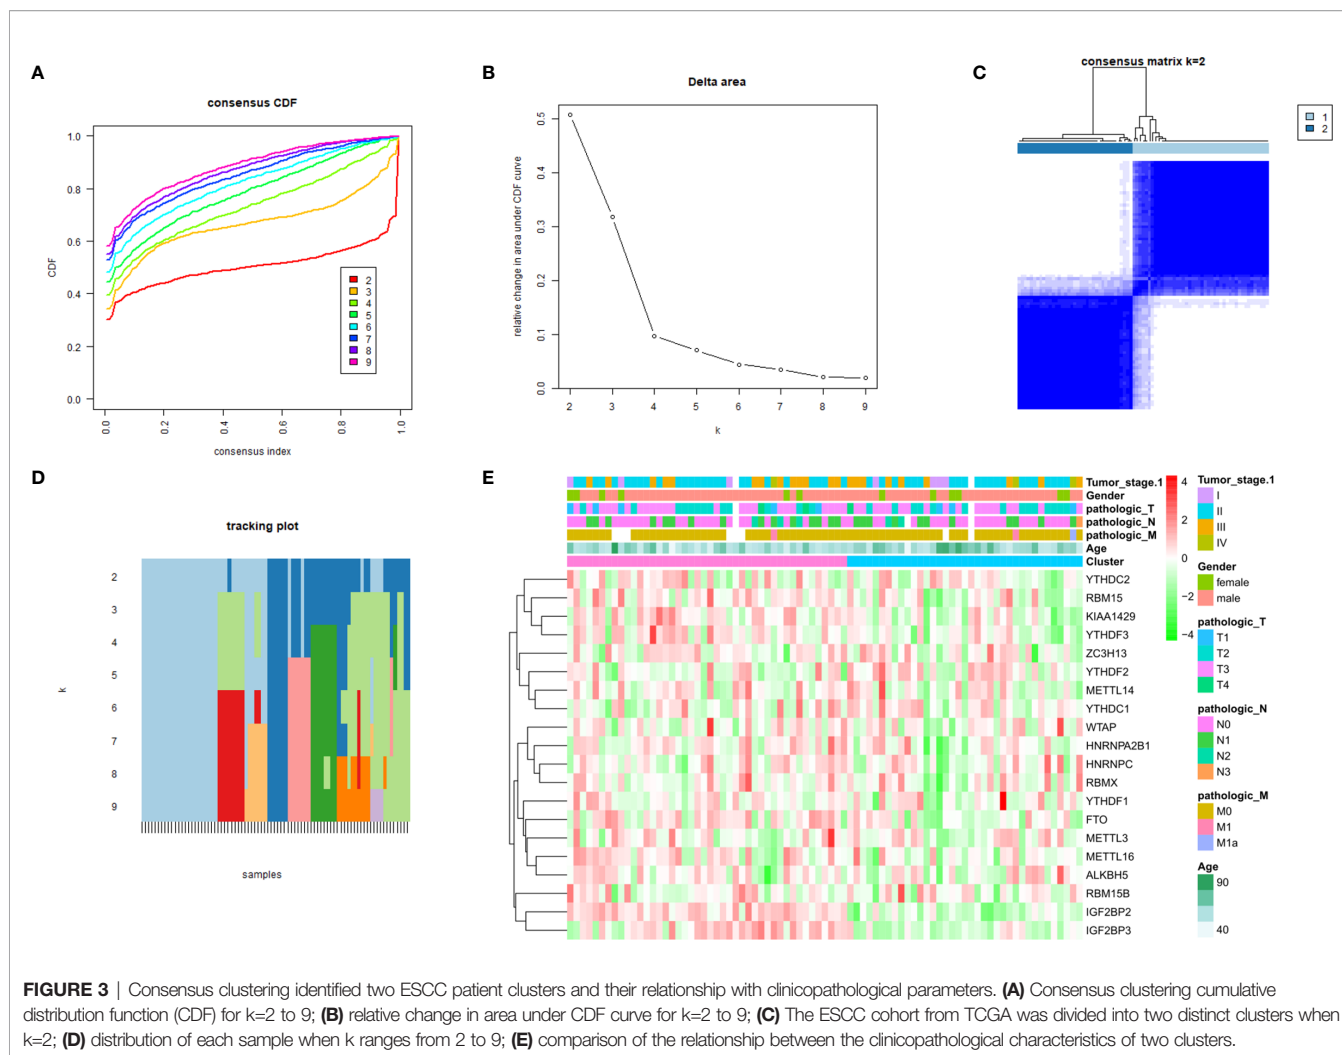 A
consensus CDF
CDF
1.0
0.8
0.6
0.4
0.2
0.0
0.0
0.2
0.4
0.6
0.8
1.0
consensus index
2
3
4
5
6
7
8
9
B
Delta area
relative change in area under CDF curve
0.5
0.4
0.3
0.2
0.1
0.0
2
3
4
5
6
7
8
9
k
C
consensus matrix k=2
1
2
D
tracking plot
k
2
3
4
5
6
7
8
9
samples
E
Tumor_stage.1
Gender
pathologic_T
pathologic_N
pathologic_M
Age
Cluster
YTHDC2
RBM15
KIAA1429
YTHDF3
ZC3H13
YTHDF2
METTL14
YTHDC1
WTAP
HNRNPA2B1
HNRNPC
RBMX
YTHDF1
FTO
METTL3
METTL16
ALKBH5
RBM15B
IGF2BP2
IGF2BP3
4
2
0
−2
−4
Tumor_stage.1
I
II
III
IV
Gender
female
male
pathologic_T
T1
T2
T3
T4
pathologic_N
N0
N1
N2
N3
pathologic_M
M0
M1
M1a
Age
90
40
FIGURE 3 | Consensus clustering identified two ESCC patient clusters and their relationship with clinicopathological parameters. (A) Consensus clustering cumulative
distribution function (CDF) for k=2 to 9; (B) relative change in area under CDF curve for k=2 to 9; (C) The ESCC cohort from TCGA was divided into two distinct clusters when
k=2; (D) distribution of each sample when k ranges from 2 to 9; (E) comparison of the relationship between the clinicopathological characteristics of two clusters.